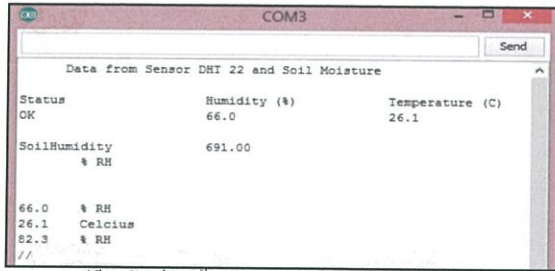 COM3
Send
Data from Sensor DHT 22 and Soil Moisture
Status Humidity (%) Temperature (C)
OK 66.0 26.1
SoilHumidity 691.00
% RH
66.0 % RH
26.1 Celcius
82.3 % RH
//